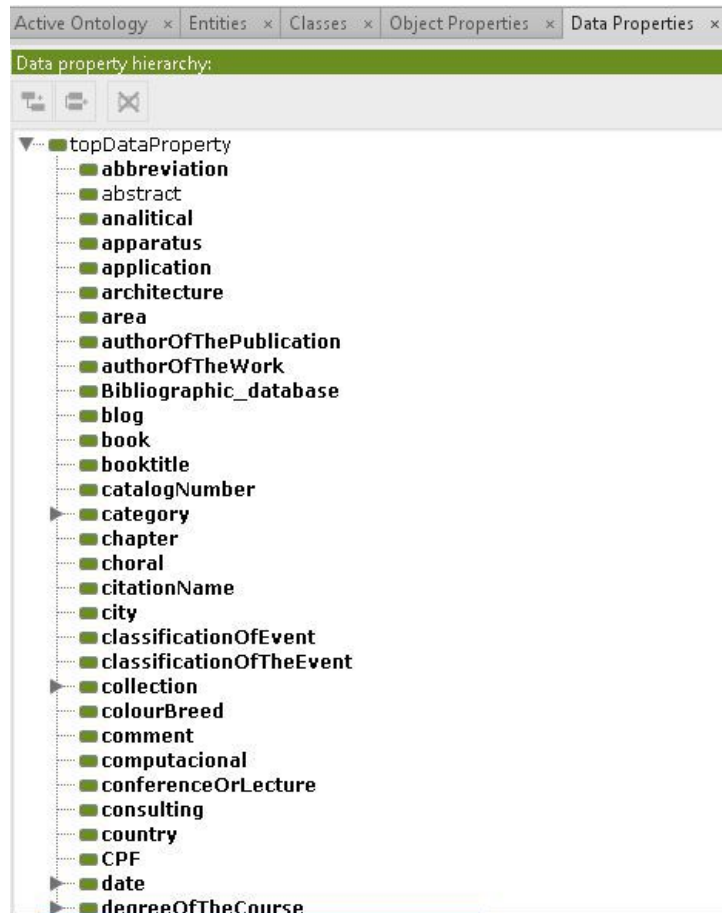 Active Ontology × Entities × Classes × Object Properties × Data Properties ×
Data property hierarchy:
topDataProperty
abbreviation
abstract
analitical
apparatus
application
architecture
area
authorOfThePublication
authorOfTheWork
Bibliographic_database
blog
book
booktitle
catalogNumber
category
chapter
choral
citationName
city
classificationOfEvent
classificationOfTheEvent
collection
colourBreed
comment
computacional
conferenceOrLecture
consulting
country
CPF
date
degreeOfTheCourse